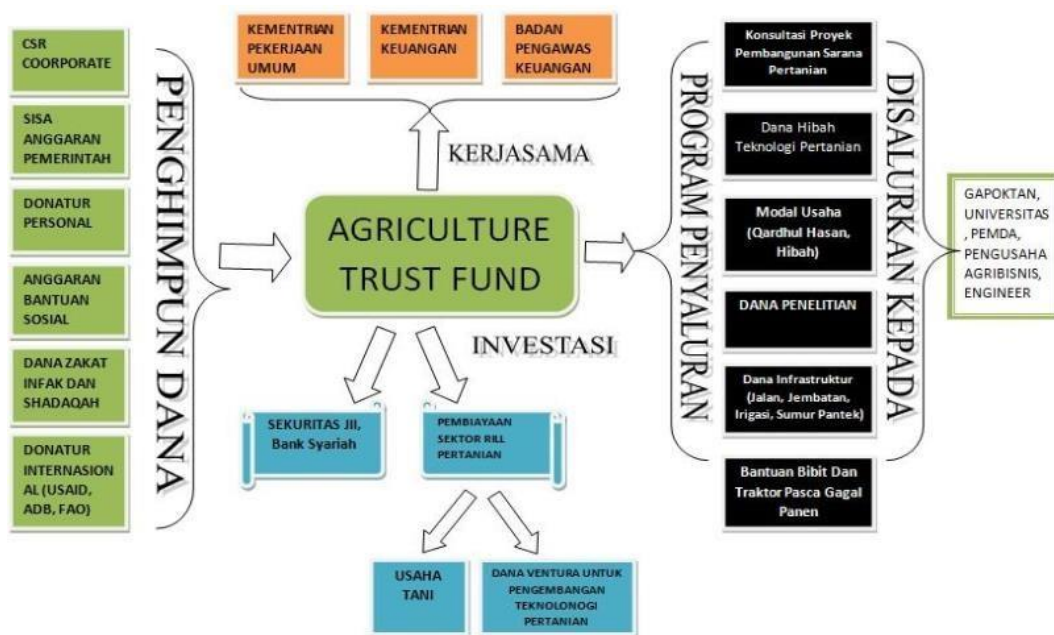 CSR
COORPORATE
SISA
ANGGARAN
PEMERINTAH
DONATUR
PERSONAL
ANGGARAN
BANTUAN
SOSIAL
DANA ZAKAT
INFAK DAN
SHADAQAH
DONATUR
INTERNASION
AL (USAID,
ADB, FAO)
PENGHIMPUN DANA
KEMENTRIAN
PEKERJAAN
UMUM
KEMENTRIAN
KEUANGAN
BADAN
PENGAWAS
KEUANGAN
KERJASAMA
AGRICULTURE
TRUST FUND
INVESTASI
SEKURITAS JII,
Bank Syariah
PEMBIAYAAN
SEKTOR RILL
PERTANIAN
USAHA
TANI
DANA VENTURA UNTUK
PENGEMBANGAN
TEKNOLONOGI
PERTANIAN
PROGRAM PENYALURAN
Konsultasi Proyek
Pembangunan Sarana
Pertanian
Dana Hibah
Teknologi Pertanian
Modal Usaha
(Qardhul Hasan,
Hibah)
DANA PENELITIAN
Dana Infrastruktur
(Jalan, Jembatan,
Irigasi, Sumur Pantek)
Bantuan Bibit Dan
Traktor Pasca Gagal
Panen
DISALURKAN KEPADA
GAPOKTAN,
UNIVERSITAS
, PEMDA,
PENGUSAHA
AGRIBISNIS,
ENGINEER